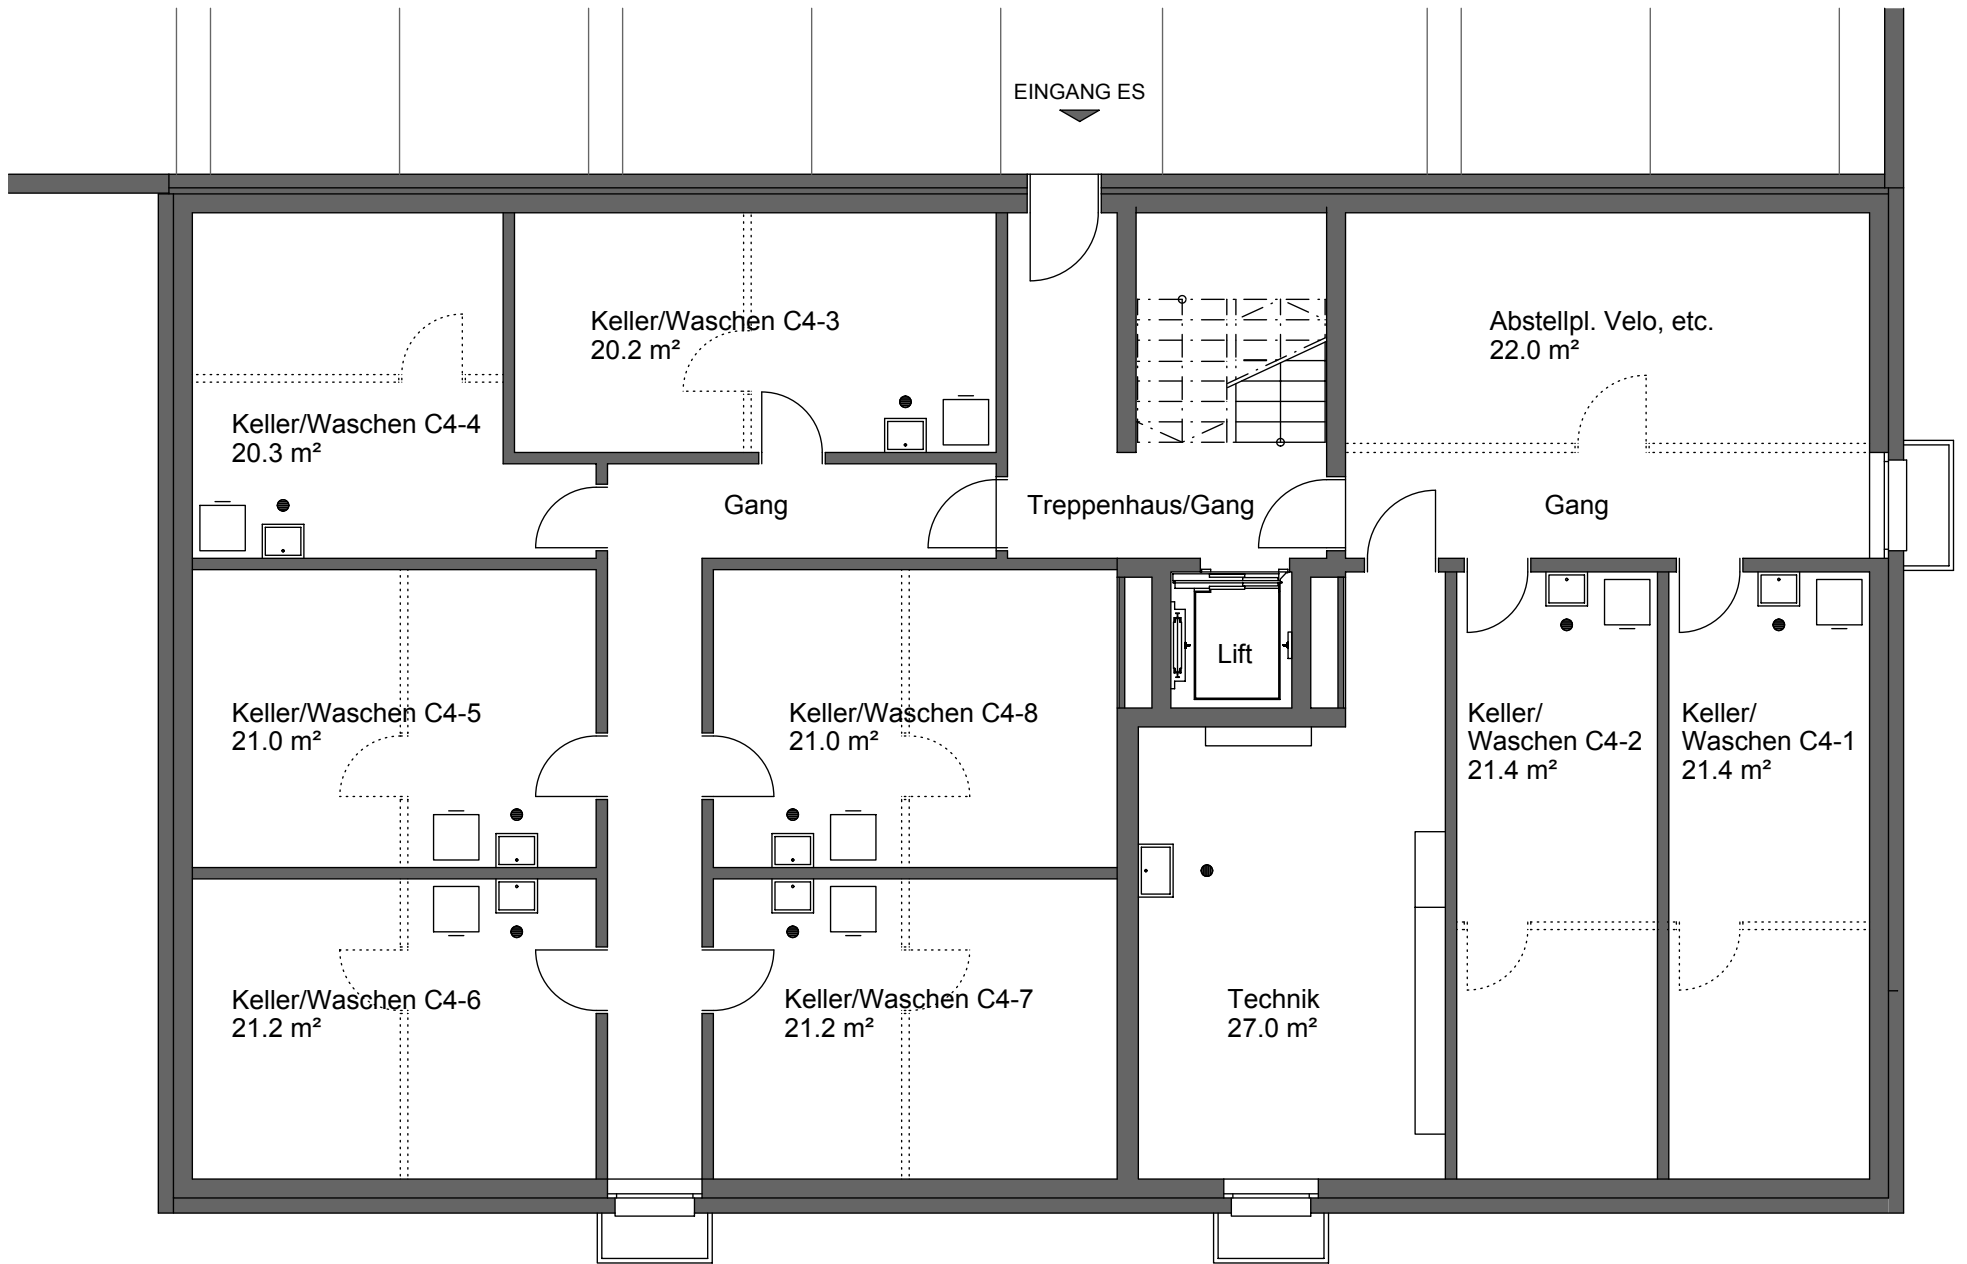 EINGANG ES
Keller/Waschen C4-3
20.2 m²
Abstellpl. Velo, etc.
22.0 m²
Keller/Waschen C4-4
20.3 m²
Gang
Treppenhaus/Gang
Gang
Lift
Keller/Waschen C4-5
21.0 m²
Keller/Waschen C4-8
21.0 m²
Keller/
Waschen C4-2
21.4 m²
Keller/
Waschen C4-1
21.4 m²
Keller/Waschen C4-6
21.2 m²
Keller/Waschen C4-7
21.2 m²
Technik
27.0 m²